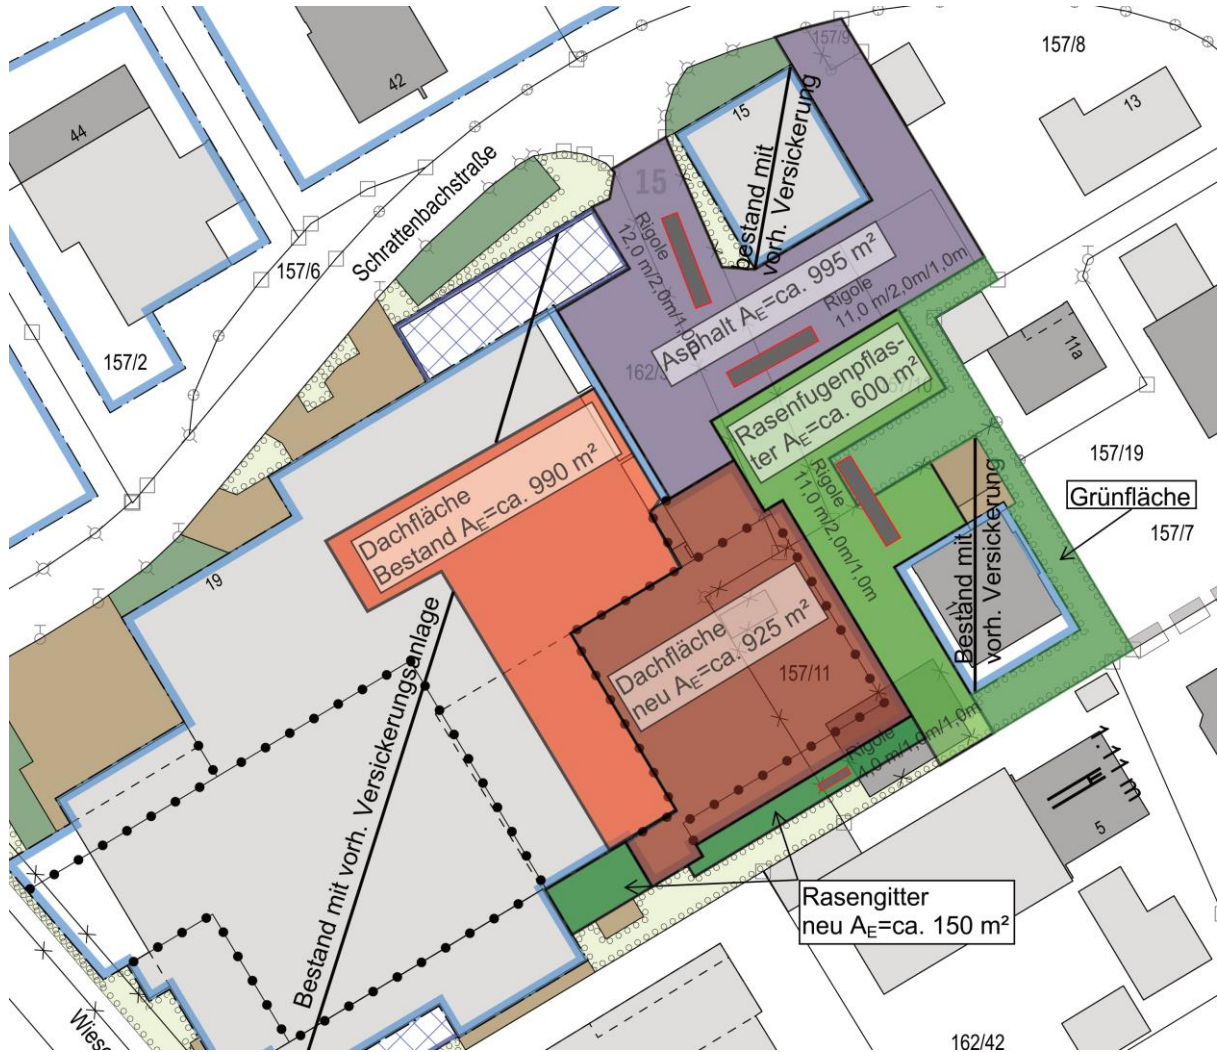 157/9
157/8
42
44
15
13
Schrattenbachstraße
157/6
15
Bestand mit
vorh. Versickerung
Rigole
12,0 m/2,0m/1,0m
Asphalt AE=ca. 995 m²
Rigole
11,0 m/2,0m/1,0m
157/2
11a
Rasenfugenpflas-
ter AE=ca. 600 m²
157/19
Dachfläche
Bestand AE=ca. 990 m²
Rigole
11,0 m/2,0m/1,0m
Bestand mit
vorh. Versickerung
Grünfläche
157/7
19
Dachfläche
neu AE=ca. 925 m²
157/11
Bestand mit vorh. Versickerungsanlage
Rigole
4,0 m/1,0m/1,0m
5
Rasengitter
neu AE=ca. 150 m²
162/42